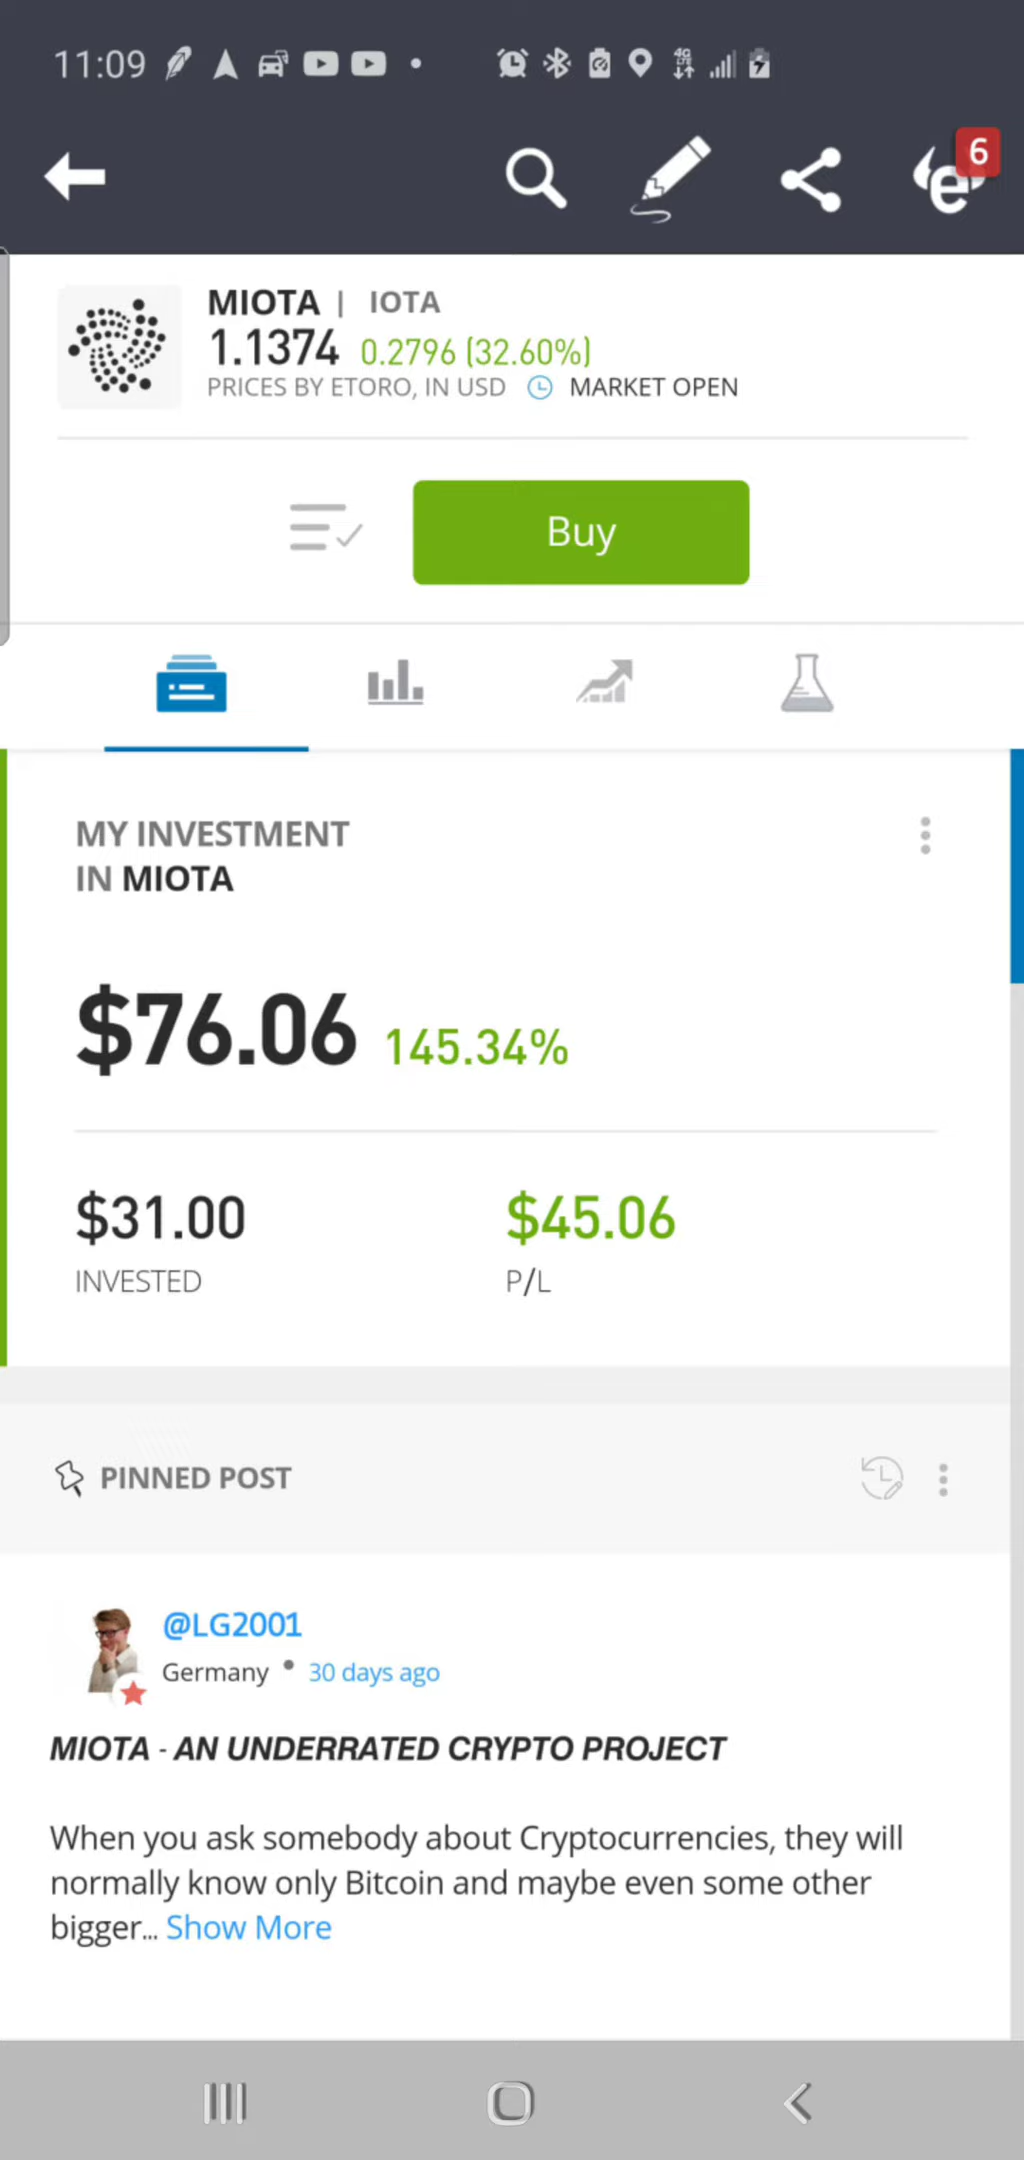 11:09
6
MIOTA | IOTA
1.1374 0.2796 (32.60%)
PRICES BY ETORO, IN USD MARKET OPEN
Buy
MY INVESTMENT
IN MIOTA
$76.06 145.34%
$31.00 $45.06
INVESTED P/L
PINNED POST
@LG2001
Germany • 30 days ago
MIOTA - AN UNDERRATED CRYPTO PROJECT
When you ask somebody about Cryptocurrencies, they will
normally know only Bitcoin and maybe even some other
bigger... Show More